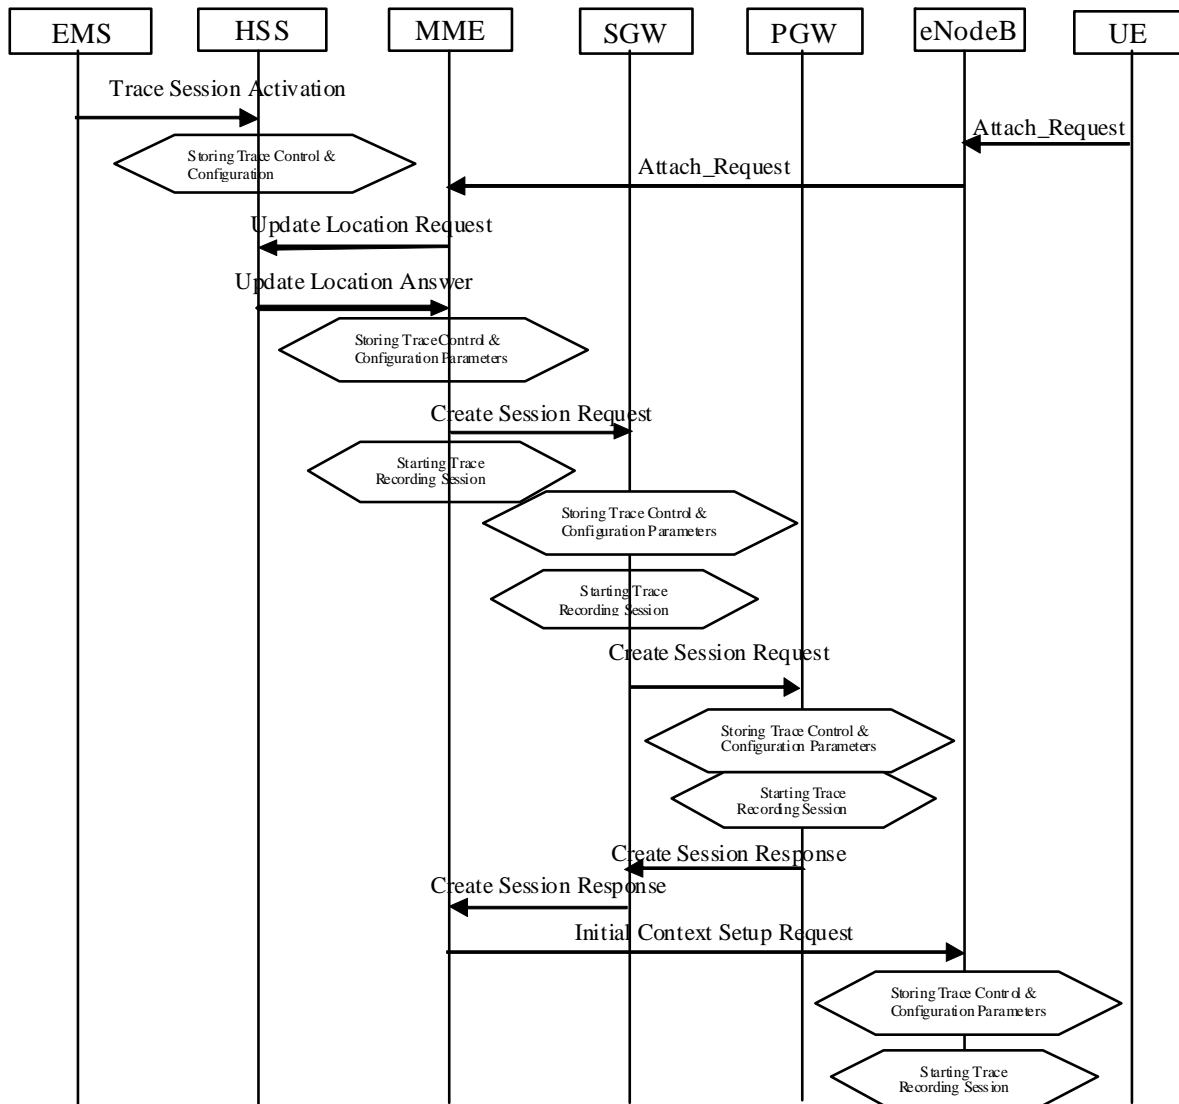 EMS
HSS
MME
SGW
PGW
eNodeB
UE
Trace Session Activation
Attach_Request
Storing Trace Control &
Configuration
Attach_Request
Update Location Request
Update Location Answer
Storing Trace Control &
Configuration Parameters
Create Session Request
Starting Trace
Recording Session
Storing Trace Control &
Configuration Parameters
Starting Trace
Recording Session
Create Session Request
Storing Trace Control &
Configuration Parameters
Starting Trace
Recording Session
Create Session Response
Create Session Response
Initial Context Setup Request
Storing Trace Control &
Configuration Parameters
Starting Trace
Recording Session